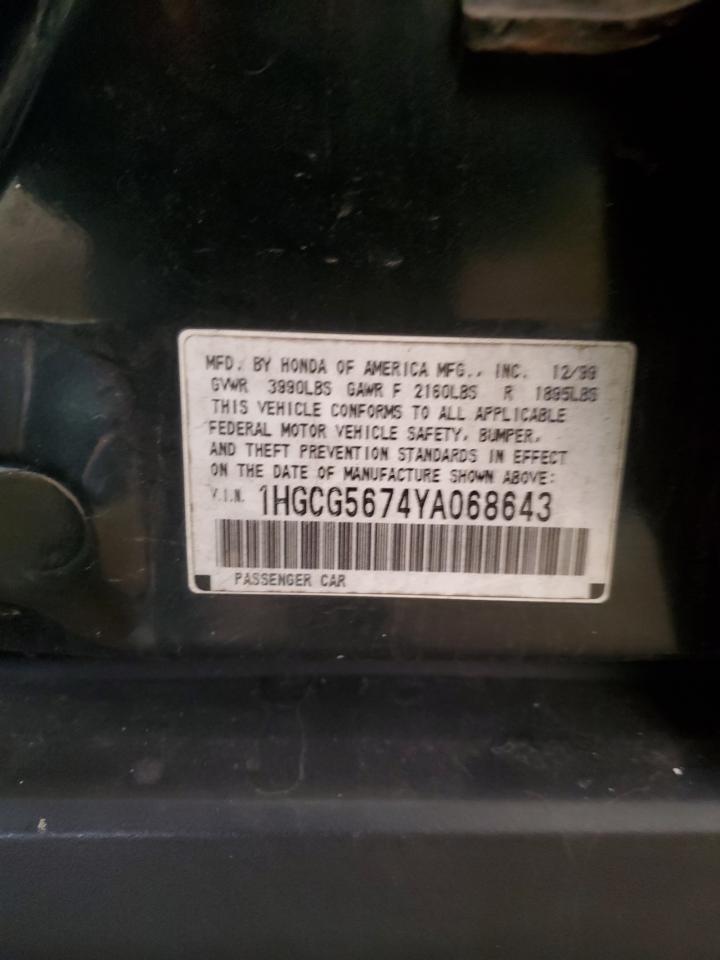 MFD. BY HONDA OF AMERICA MFG., INC. 12/99
GVWR 3990LBS GAWR F 2160LBS R 1895LBS
THIS VEHICLE CONFORMS TO ALL APPLICABLE
FEDERAL MOTOR VEHICLE SAFETY, BUMPER,
AND THEFT PREVENTION STANDARDS IN EFFECT
ON THE DATE OF MANUFACTURE SHOWN ABOVE:
V.I.N. 1HGCG5674YA068643
PASSENGER CAR